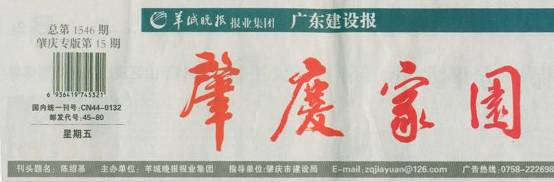 羊城晚报 报业集团 广东建设报
总第1546期
肇庆专版第15期
6 936419 745321
国内统一刊号:CN44-0132
邮发代号:45-80
星期五
肇庆家园
刊头题名:陈绍基 主办单位:羊城晚报报业集团 指导单位:肇庆市建设局 E-mail:zqjiayuan@126.com 广告热线:0758-222698